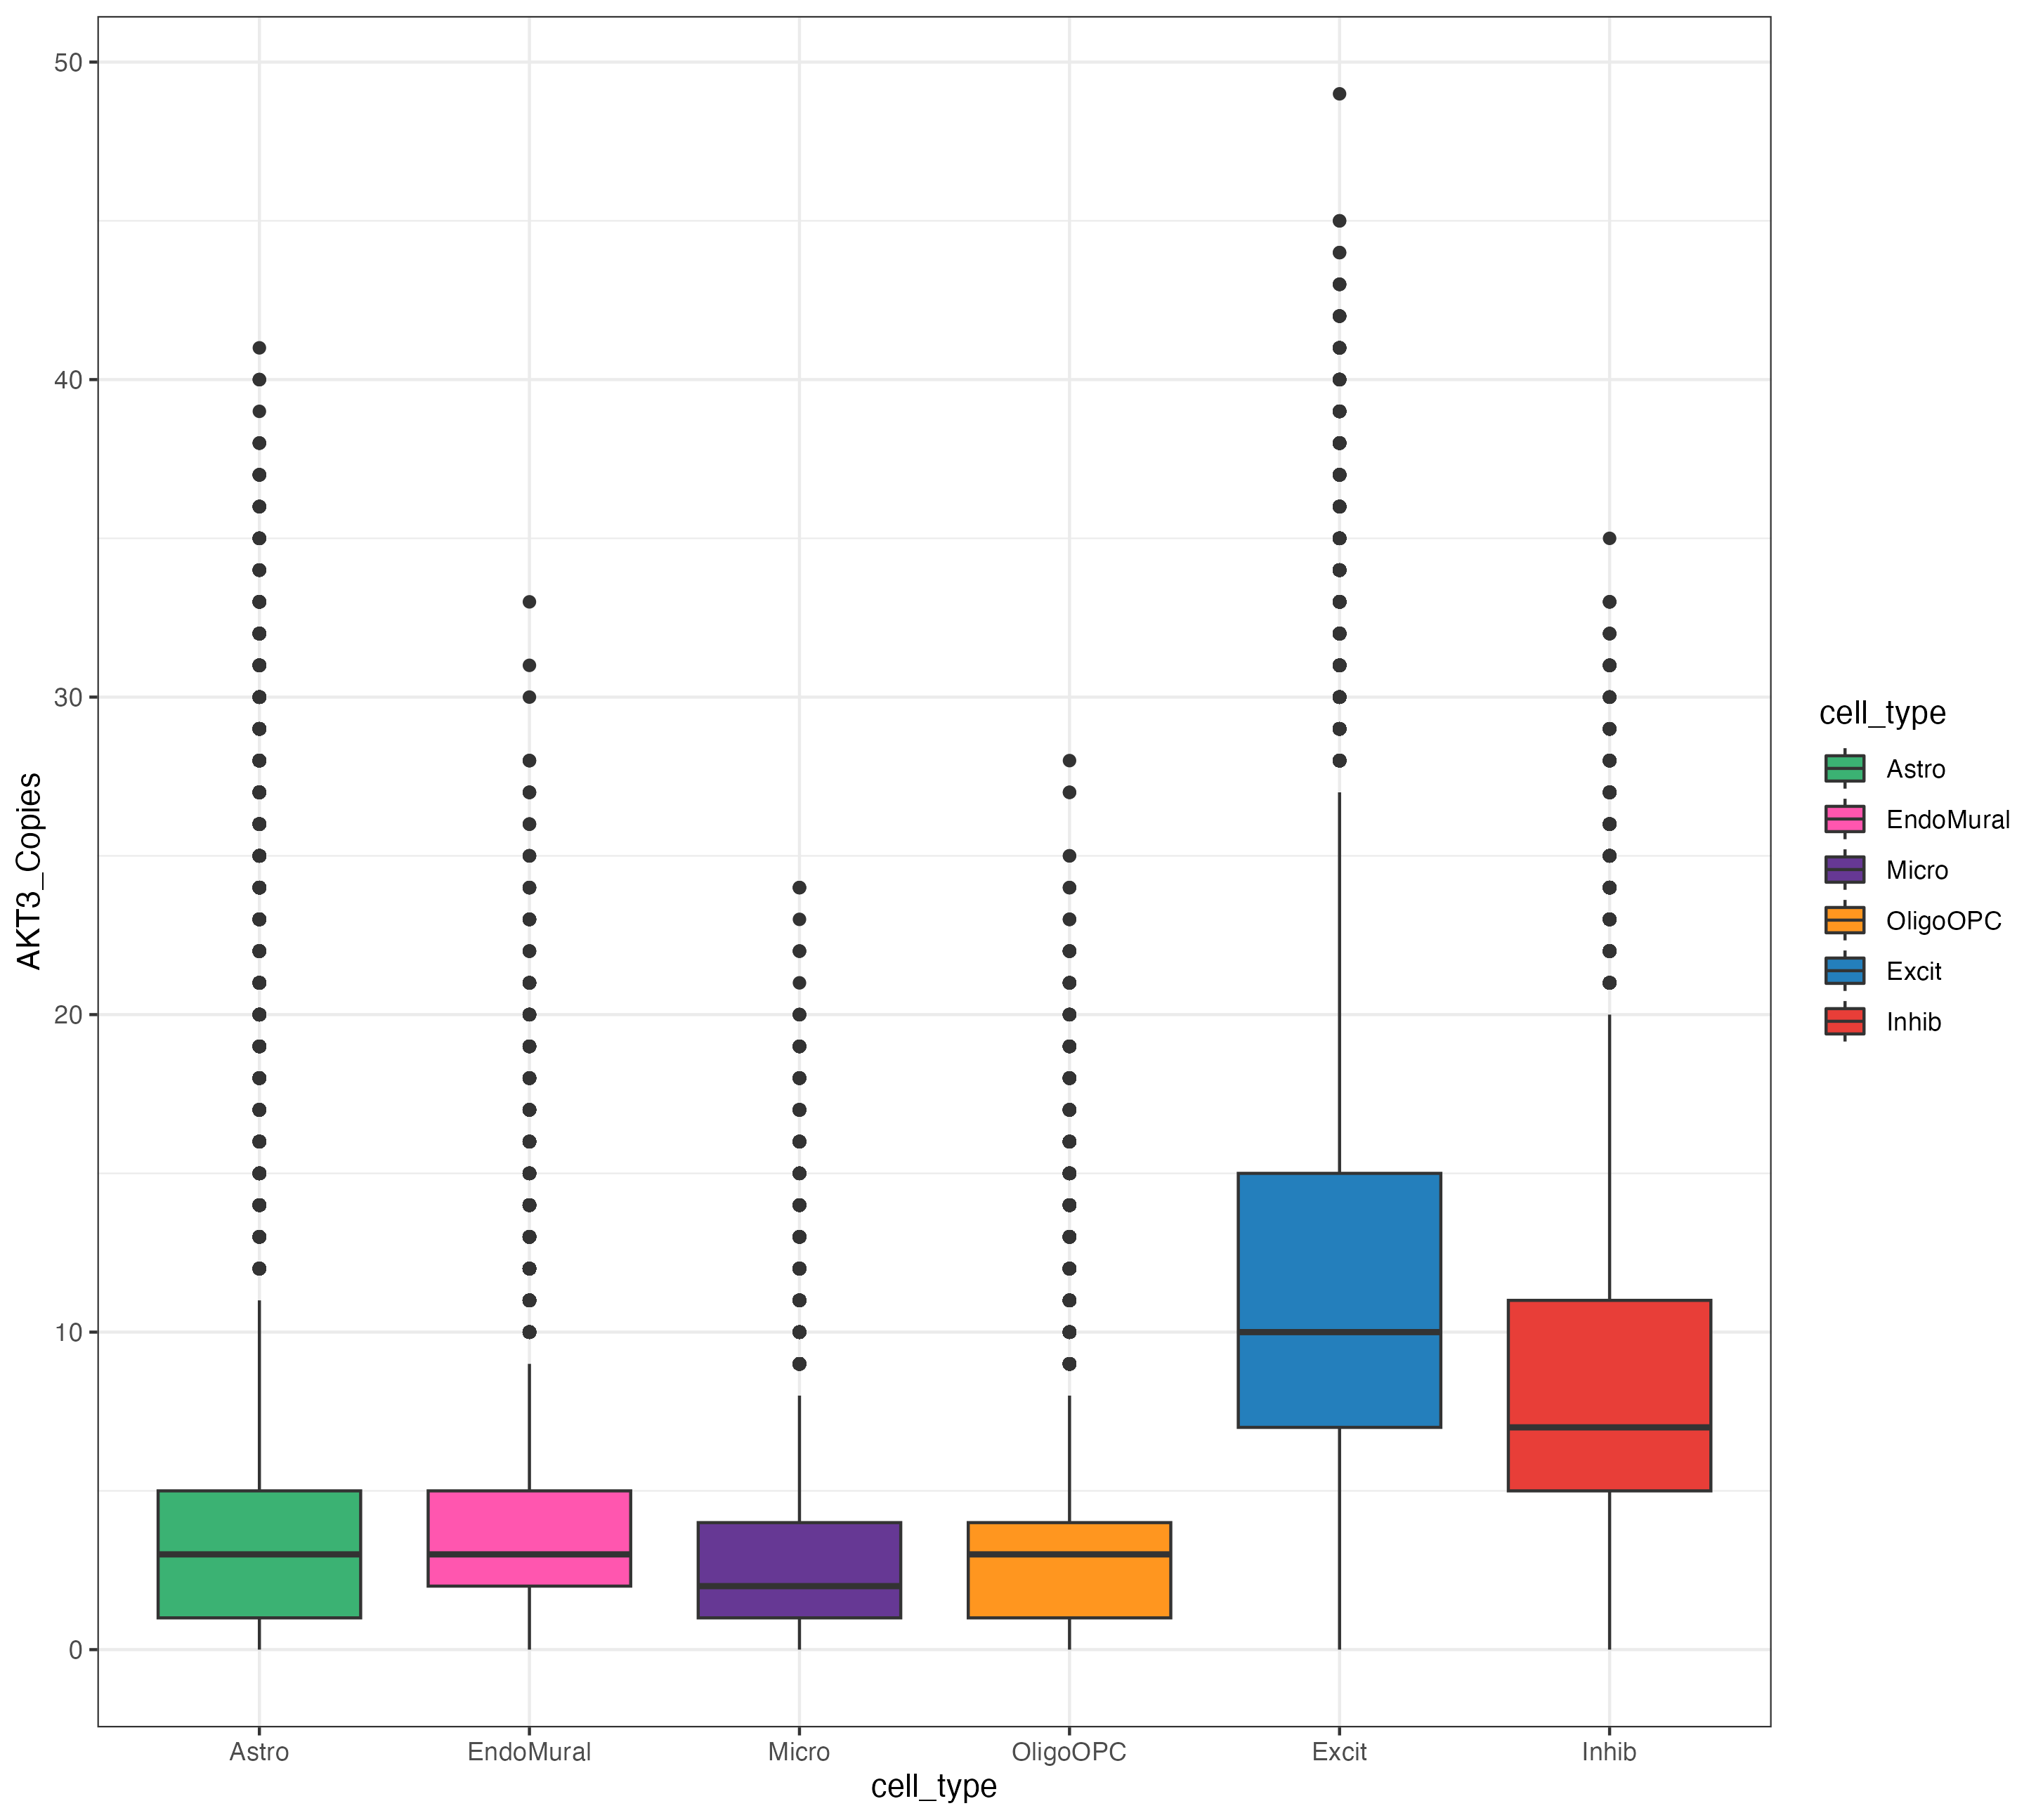 AKT3_Copies
50
40
30
20
10
0
Astro
EndoMural
Micro
OligoOPC
Excit
Inhib
cell_type
cell_type
Astro
EndoMural
Micro
OligoOPC
Excit
Inhib